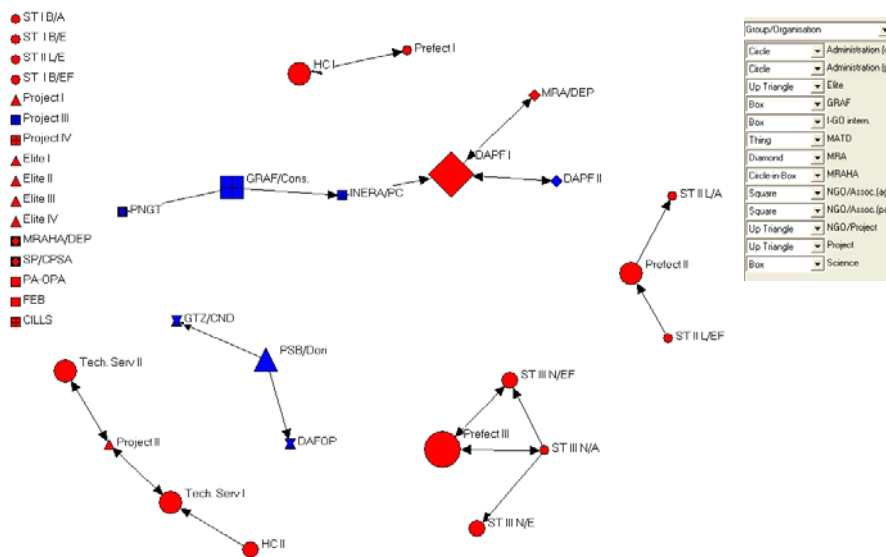 ST I B/A
ST I B/E
ST II L/E
ST I B/EF
Project I
Project III
Project IV
Elite I
Elite II
Elite III
Elite IV
MRAHA/DEP
SP/CPSA
PA-OPA
FEB
CILLS
HC I
Prefect I
MRA/DEP
DAPF I
DAPF II
GRAF/Cons.
INERA/PC
PNGT
ST II L/A
Prefect II
ST II L/EF
GTZ/CND
PSB/Dori
DAFOP
Tech. Serv II
Project II
Tech. Serv I
HC II
ST III N/EF
Prefect III
ST III N/A
ST III N/E
Group/Organisation
Circle Administration (
Circle Administration (
Up Triangle Elite
Box GRAF
Box I-GO intern.
Thing MATD
Diamond MRA
Circle-in-Box MRAHA
Square NGO/Assoc.(ag
Square NGO/Assoc.(pa
Up Triangle NGO/Project
Up Triangle Project
Box Science